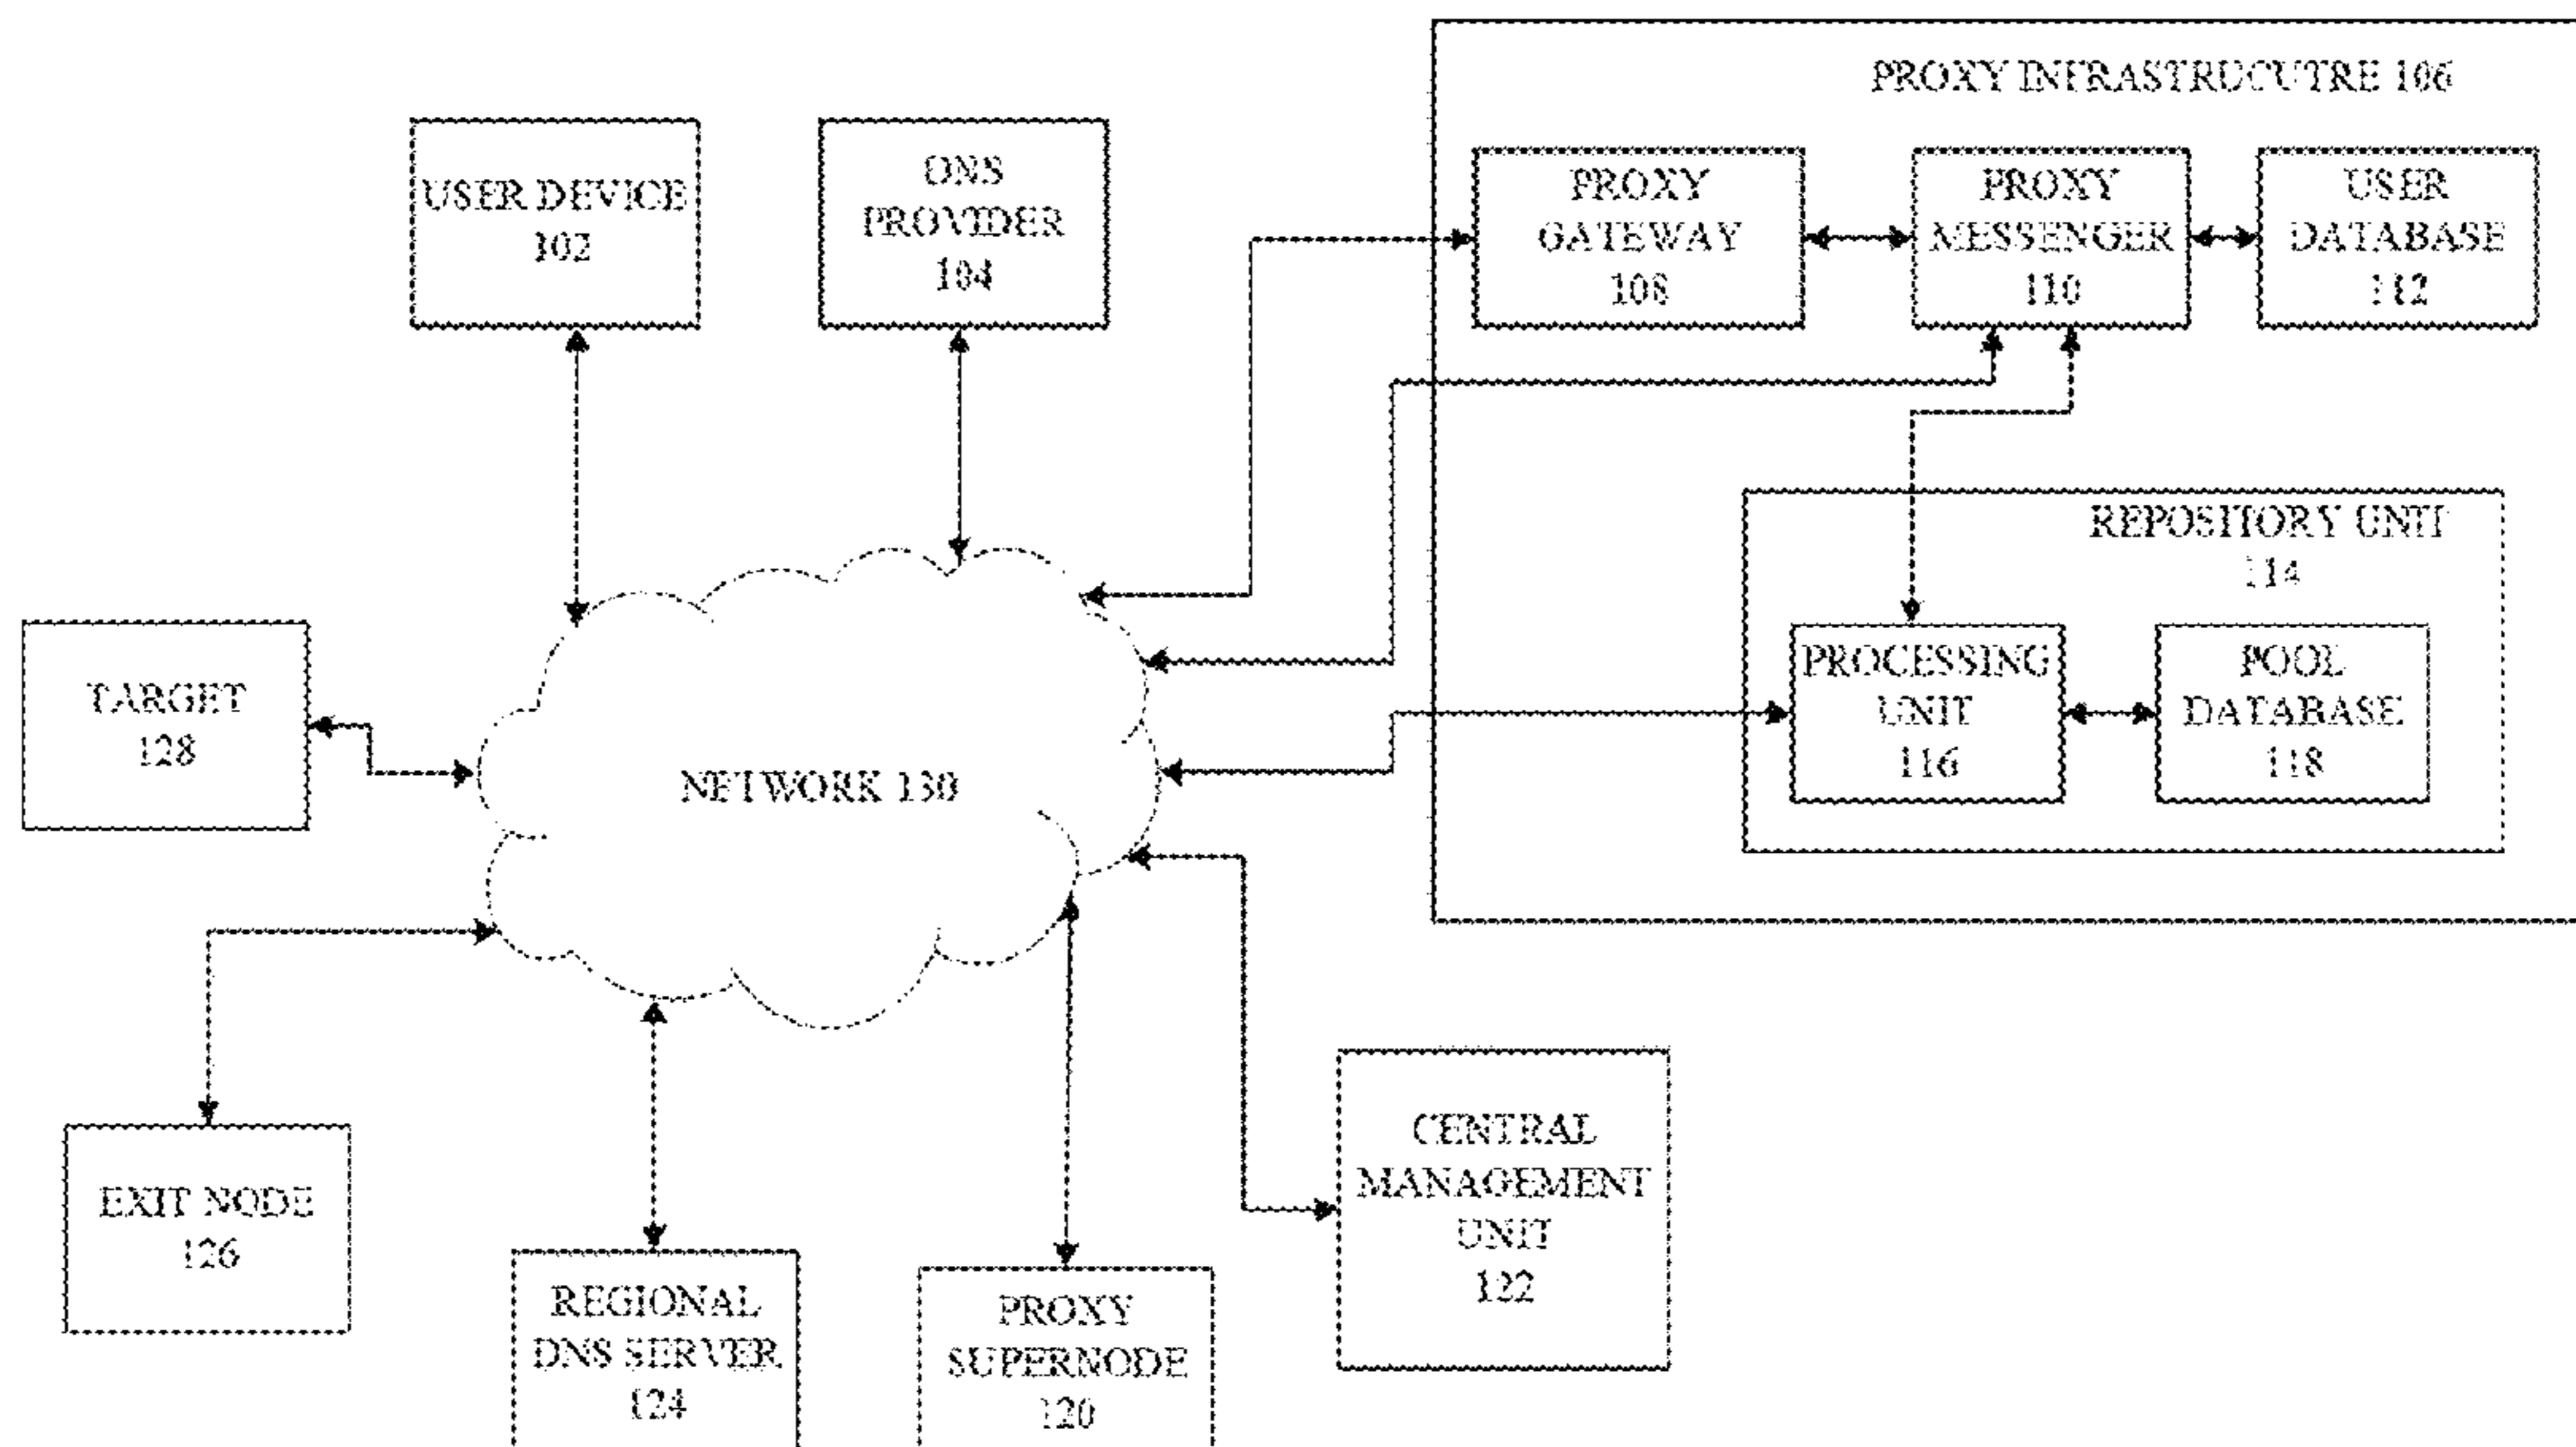 PROXY INFRASTRUCUTRE 106
USER DEVICE
102
DNS
PROVIDER
104
PROXY
GATEWAY
108
PROXY
MESSENGER
110
USER
DATABASE
112
REPOSITORY UNIT
114
PROCESSING
UNIT
116
POOL
DATABASE
118
TARGET
128
NETWORK 130
EXIT NODE
126
REGIONAL
DNS SERVER
124
PROXY
SUPERNODE
120
CENTRAL
MANAGEMENT
UNIT
122